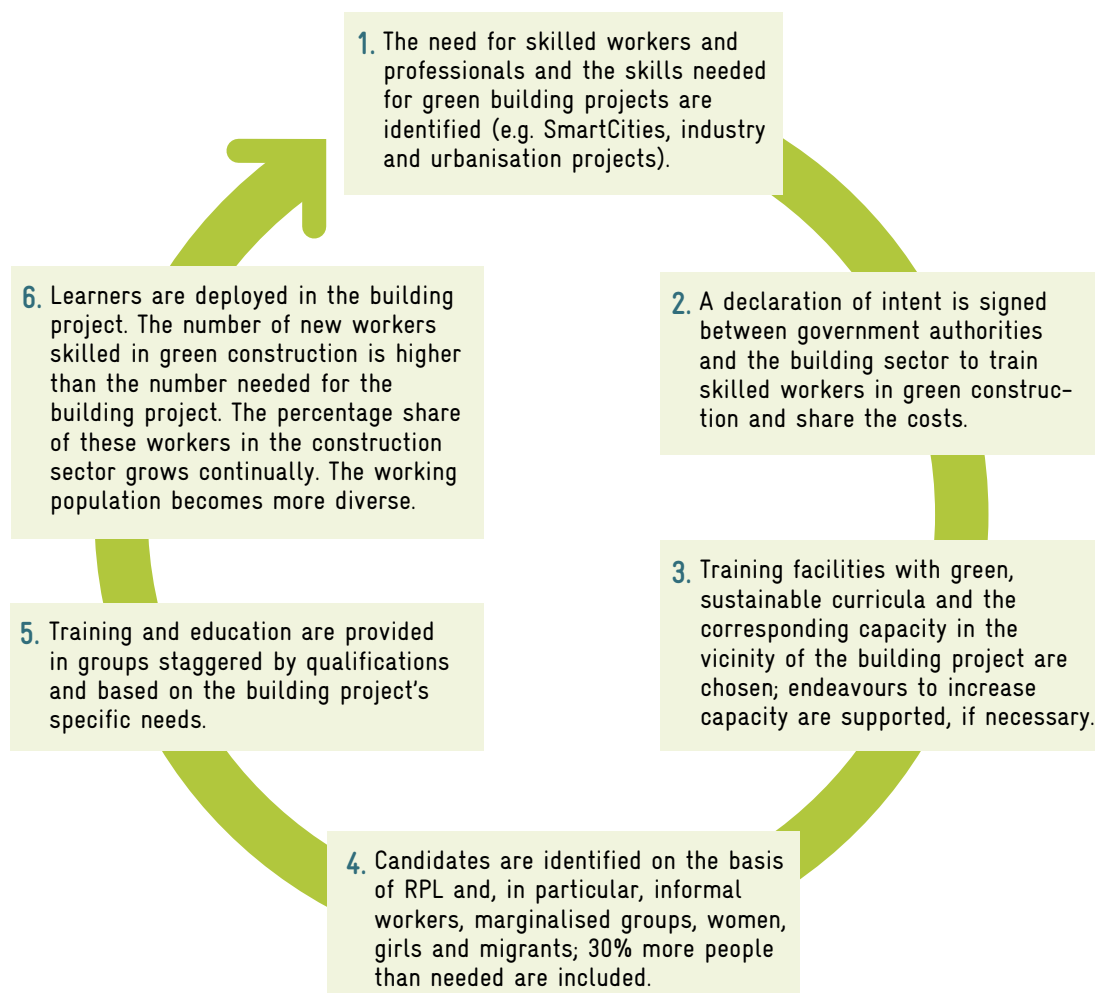 1. The need for skilled workers and
professionals and the skills needed
for green building projects are
identified (e.g. SmartCities, industry
and urbanisation projects).
2. A declaration of intent is signed
between government authorities
and the building sector to train
skilled workers in green construc-
tion and share the costs.
3. Training facilities with green,
sustainable curricula and the
corresponding capacity in the
vicinity of the building project are
chosen; endeavours to increase
capacity are supported, if necessary.
4. Candidates are identified on the basis
of RPL and, in particular, informal
workers, marginalised groups, women,
girls and migrants; 30% more people
than needed are included.
5. Training and education are provided
in groups staggered by qualifications
and based on the building project's
specific needs.
6. Learners are deployed in the building
project. The number of new workers
skilled in green construction is higher
than the number needed for the
building project. The percentage share
of these workers in the construction
sector grows continually. The working
population becomes more diverse.